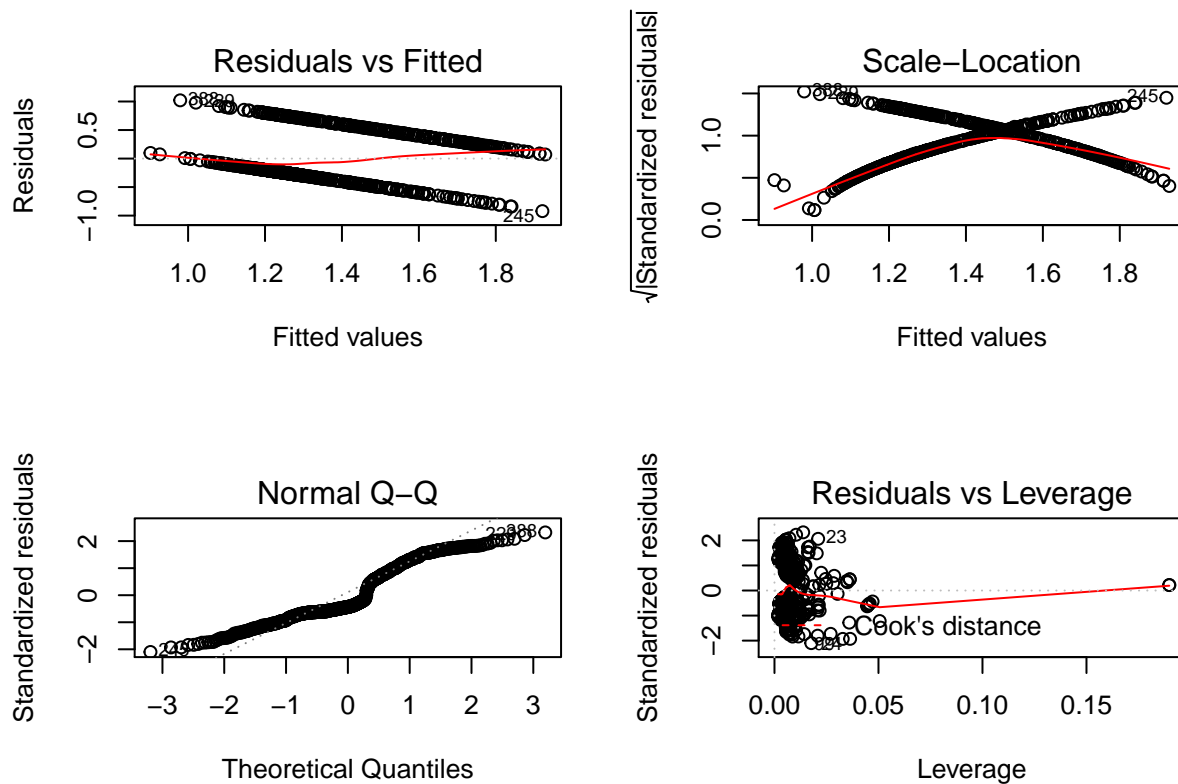 Residuals vs Fitted
Residuals
0.5
−1.0
1.0
1.2
1.4
1.6
1.8
245
Fitted values
Scale−Location
√|Standardized residuals|
1.0
0.0
1.0
1.2
1.4
1.6
1.8
245
Fitted values
Normal Q−Q
Standardized residuals
2
0
−2
−3
−2
−1
0
1
2
3
Theoretical Quantiles
Residuals vs Leverage
Standardized residuals
2
0
−2
23
Cook's distance
0.00
0.05
0.10
0.15
Leverage